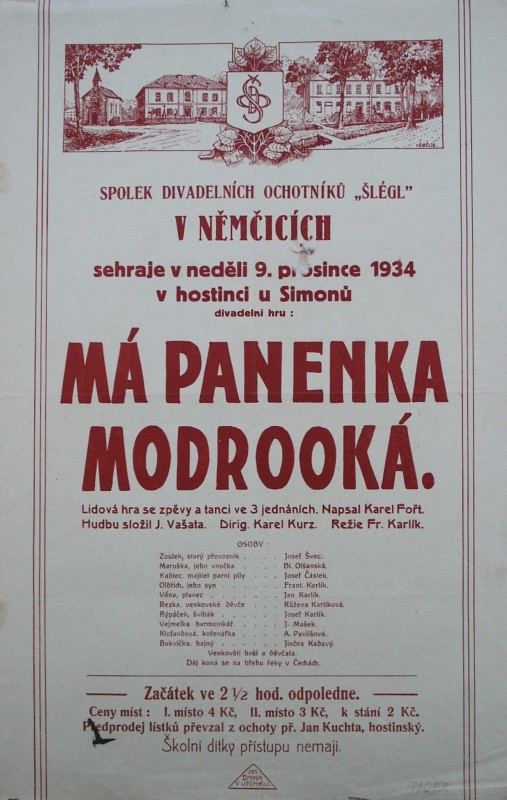 SPOLEK DIVADELNÍCH OCHOTNÍKŮ „ŠLÉGL"
V NĚMČICÍCH
sehraje v neděli 9. prosince 1934
v hostinci u Simonů
divadelní hru :
MÁ PANENKA
MODROOKÁ.
Lidová hra se zpěvy a tanci ve 3 jednáních. Napsal Karel Fořt.
Hudbu složil J. Vašata. Dirig. Karel Kurz. Režie Fr. Karlík.
OSOBY:
Zoulek, starý převozník . . . . Josef Švec.
Maruška, jeho vnučka . . . . Bl. Olšanská.
Kadlec, majitel parní pily . . . . Josef Částek.
Oldřich, jeho syn . . . . Frant. Karlík.
Věna, plavec . . . . Jan Karlík.
Rezka, venkovské děvče . . . . Růžena Karlíková.
Rýpáček, švihák . . . . Josef Karlík.
Vejmelka harmonikář . . . . J. Mašek.
kořenářka . . . . A. Pavlišová.
Bukvička, hajný . . . . Jindra Kadavý.
Venkovští hoši a děvčata.
Děj koná se na břehu řeky v Čechách.
Začátek ve 2 ½ hod. odpoledne.
Ceny míst : I. místo 4 Kč, II. místo 3 Kč, k stání 2 Kč.
Předprodej lístků převzal z ochoty př. Jan Kuchta, hostinský.
Školní dítky přístupu nemají.